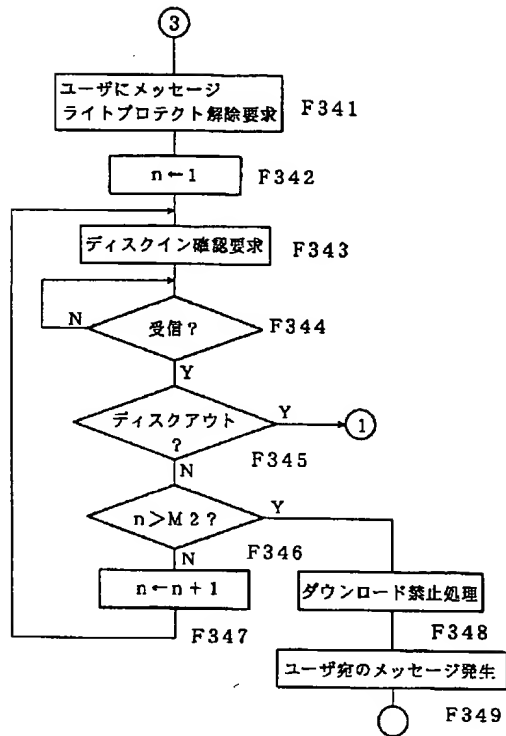 3
ユーザにメッセージ
ライトプロテクト解除要求
F341
n←1
F342
ディスクイン確認要求
F343
受信?
N
F344
Y
ディスクアウト
?
Y
1
F345
N
n>M2?
Y
F346
N
n←n+1
F347
ダウンロード禁止処理
F348
ユーザ宛のメッセージ発生
F349